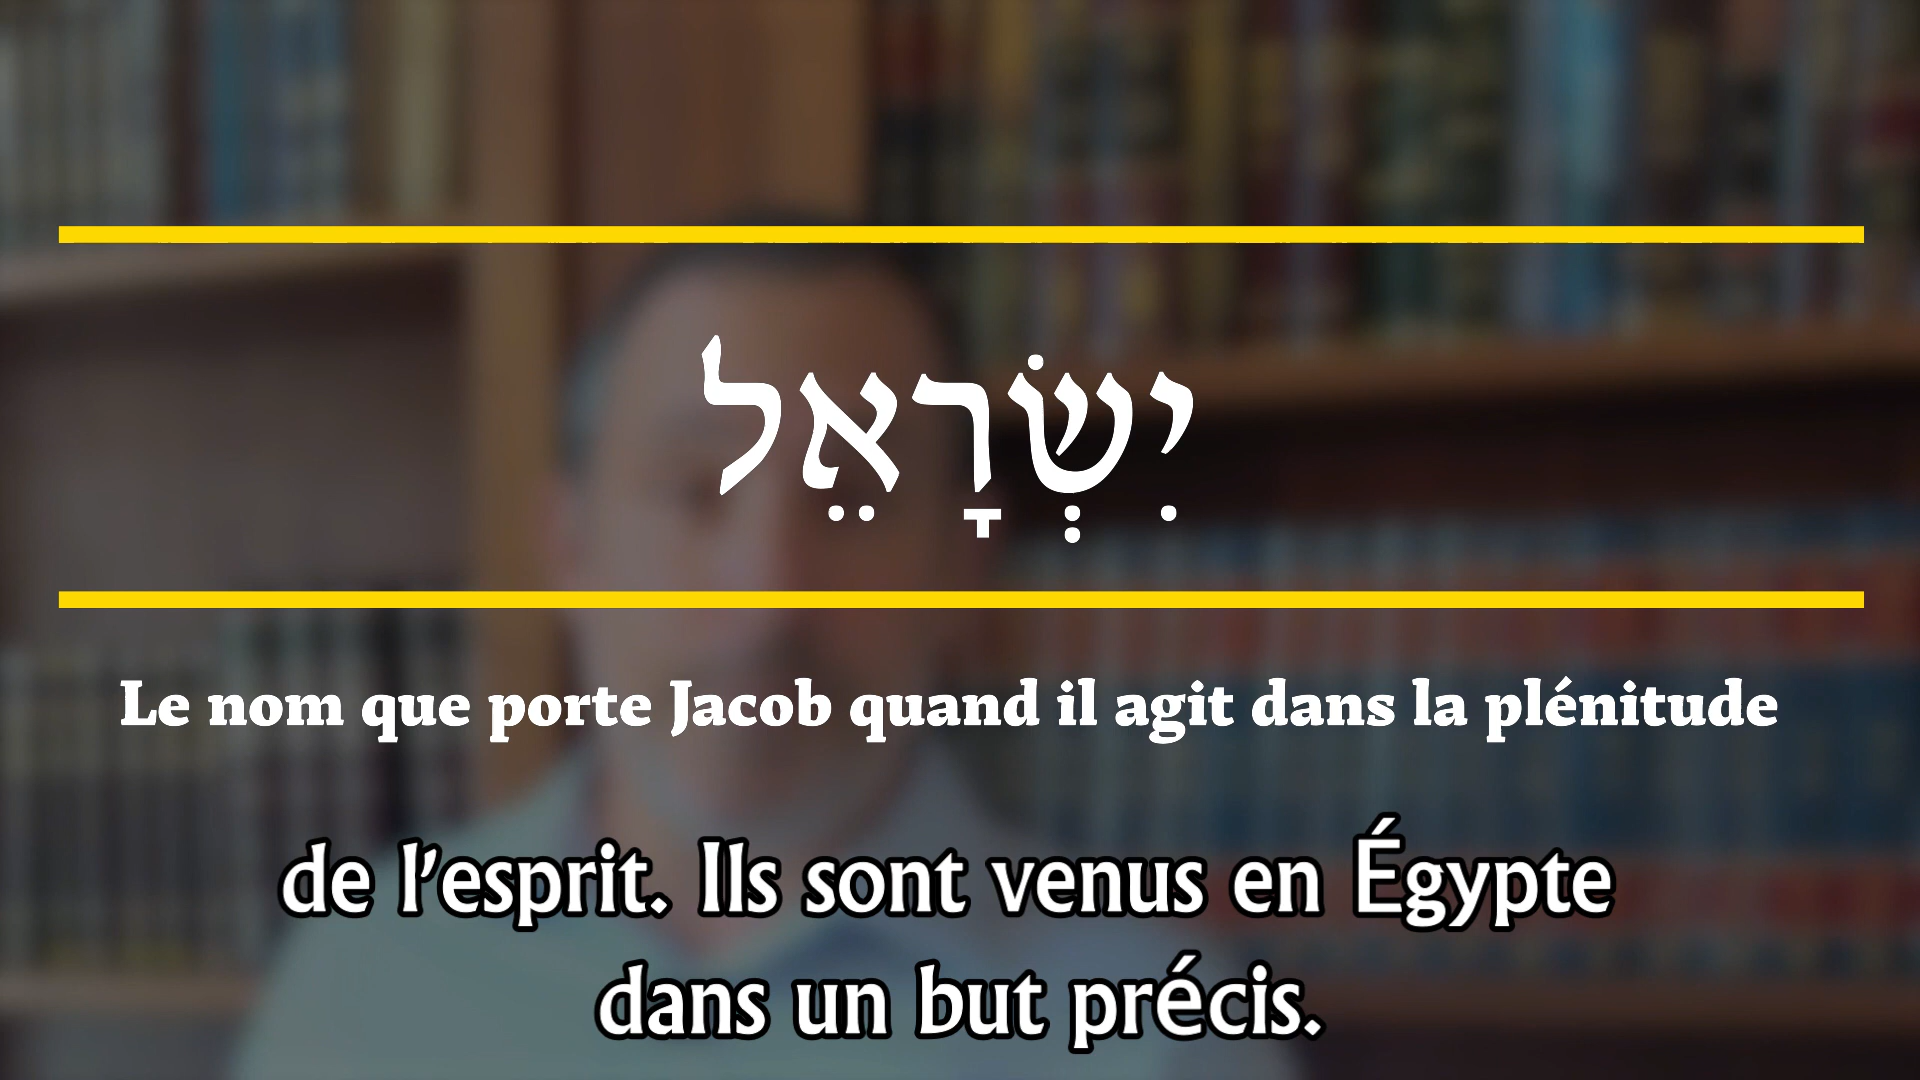 יִשְׂרָאֵל
Le nom que porte Jacob quand il agit dans la plénitude
de l'esprit. Ils sont venus en Égypte
dans un but précis.